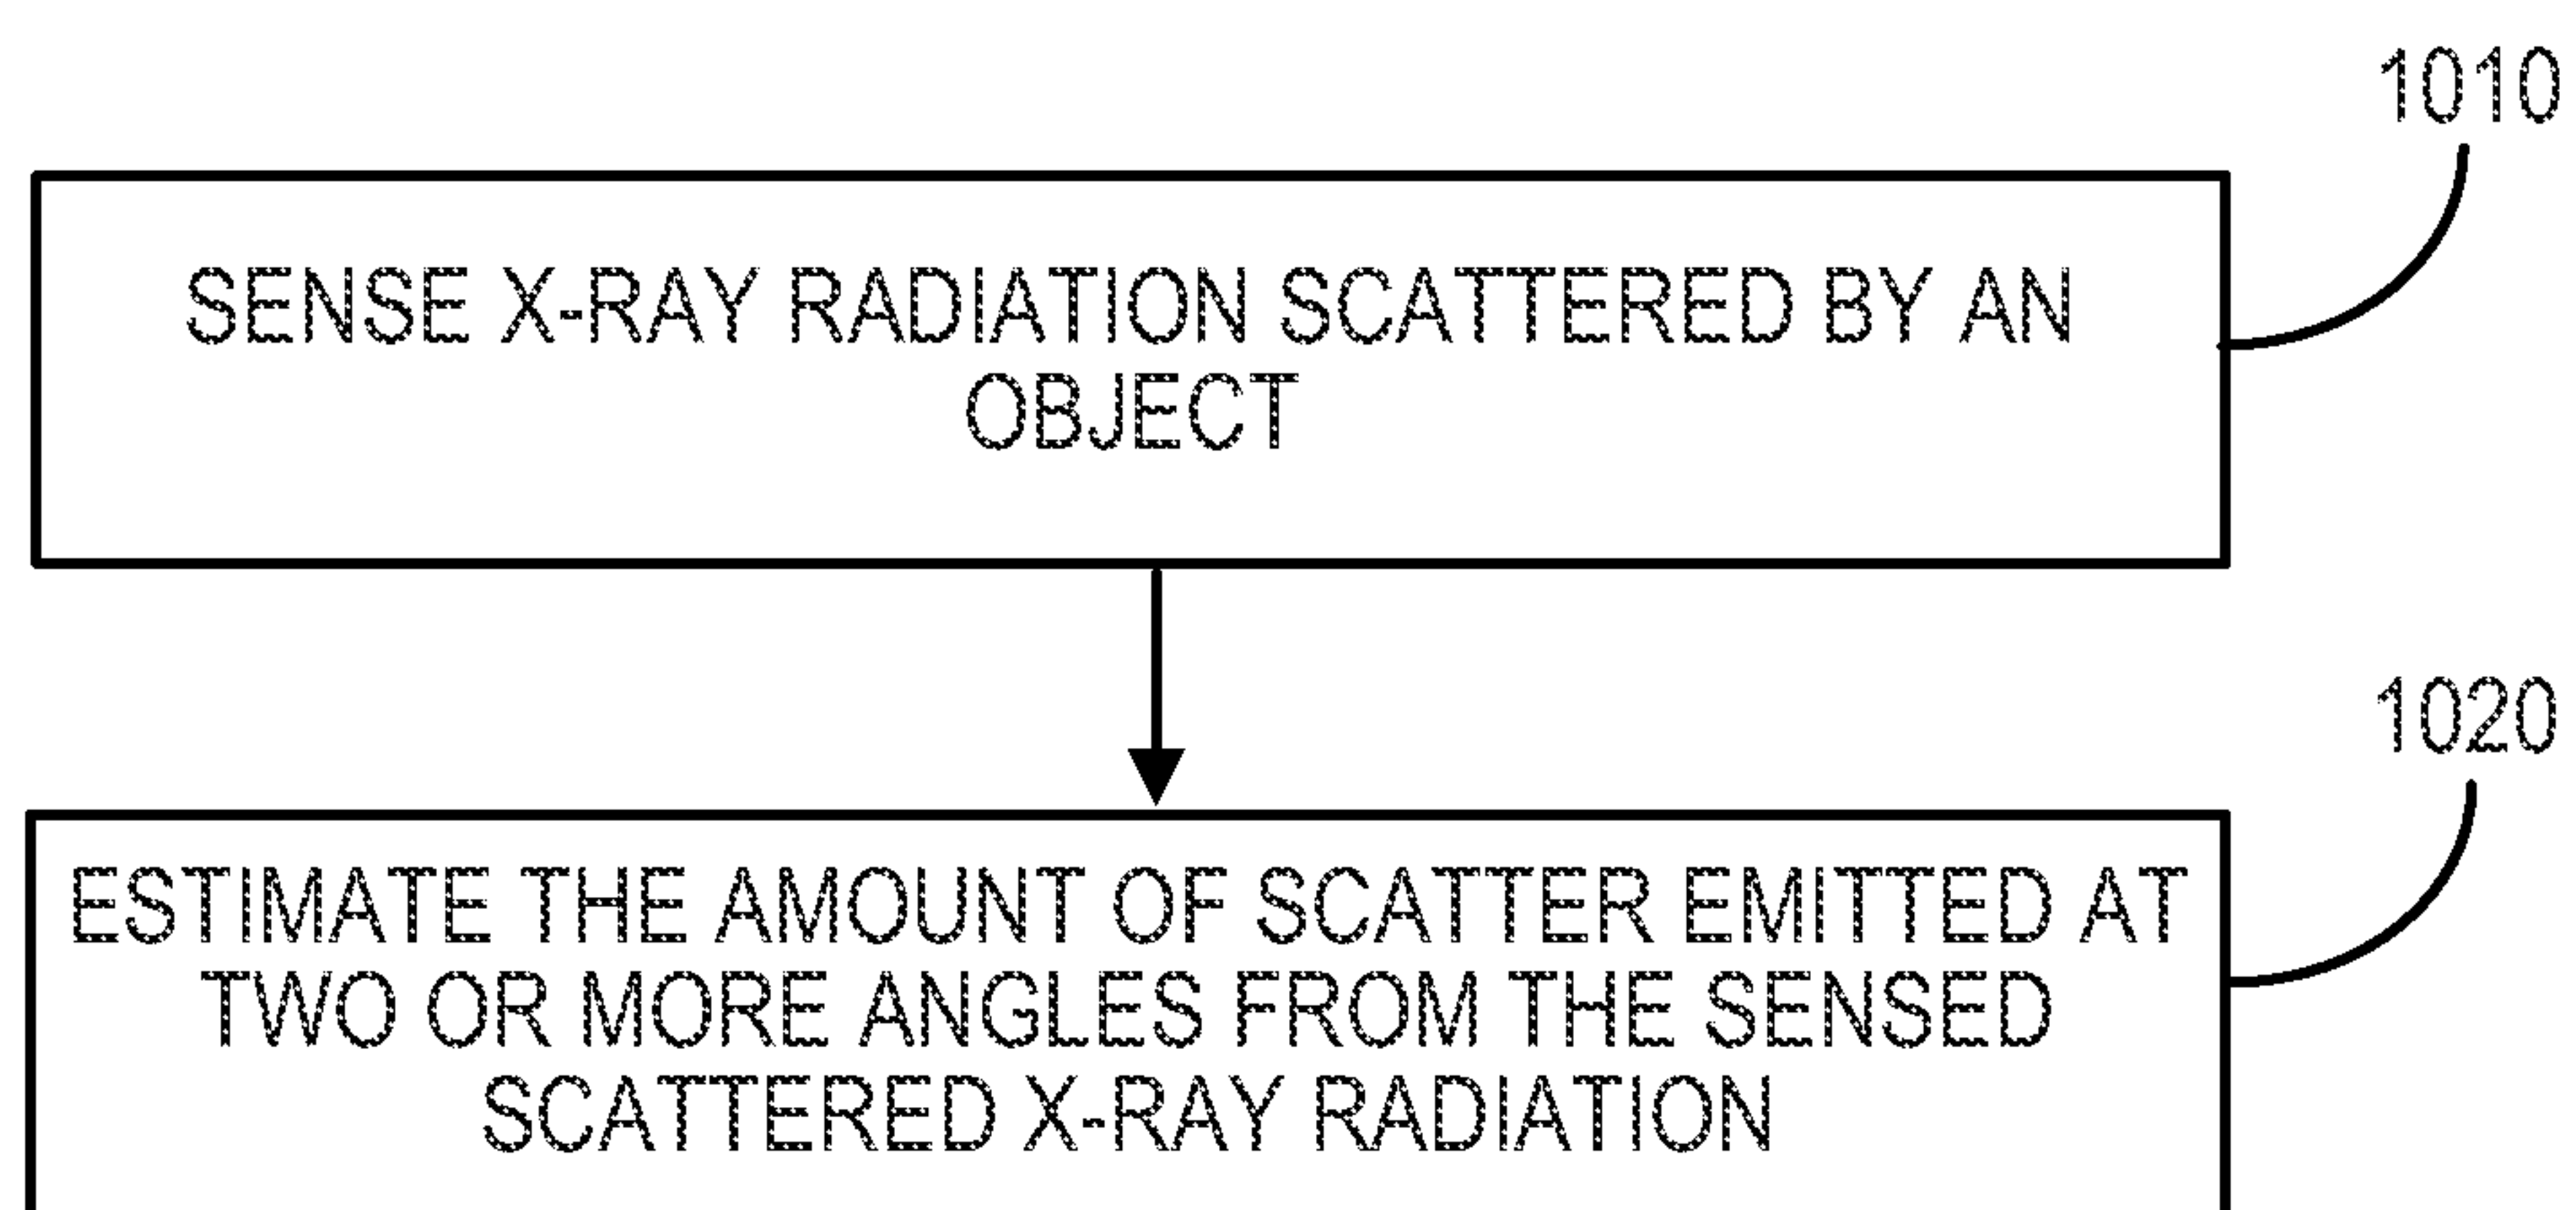 1010
SENSE X-RAY RADIATION SCATTERED BY AN
OBJECT
1020
ESTIMATE THE AMOUNT OF SCATTER EMITTED AT
TWO OR MORE ANGLES FROM THE SENSED
SCATTERED X-RAY RADIATION